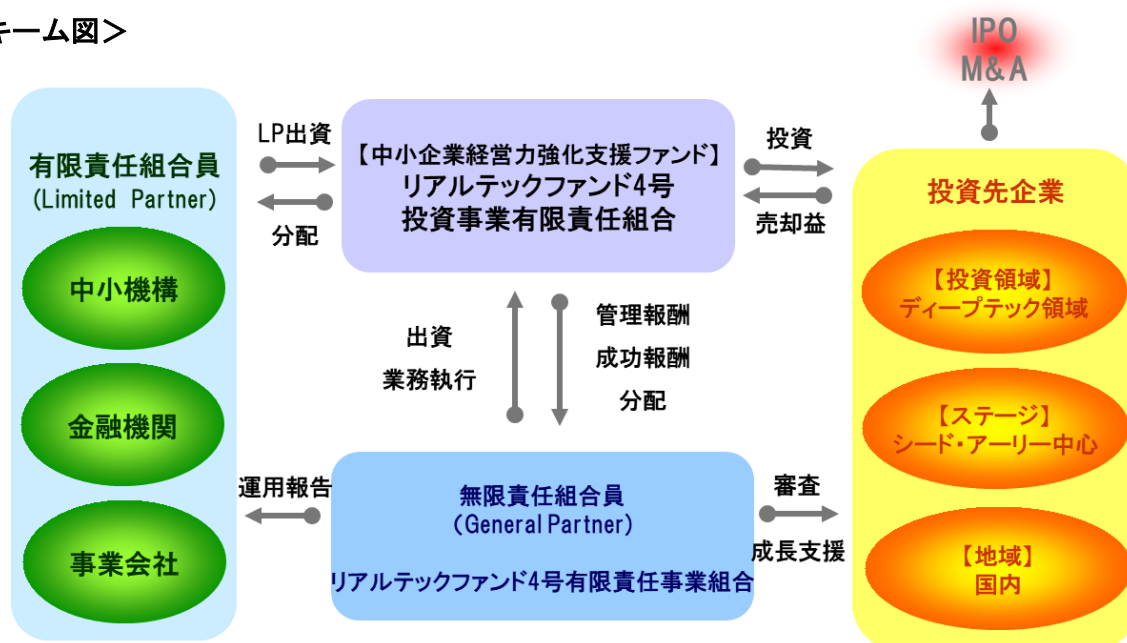 キーム図＞
IPO
M&A
有限責任組合員
(Limited Partner)
中小機構
金融機関
事業会社
LP出資
分配
【中小企業経営力強化支援ファンド】
リアルテックファンド4号
投資事業有限責任組合
投資
売却益
投資先企業
【投資領域】
ディープテック領域
【ステージ】
シード・アーリー中心
【地域】
国内
出資
業務執行
管理報酬
成功報酬
分配
運用報告
無限責任組合員
(General Partner)
リアルテックファンド4号有限責任事業組合
審査
成長支援